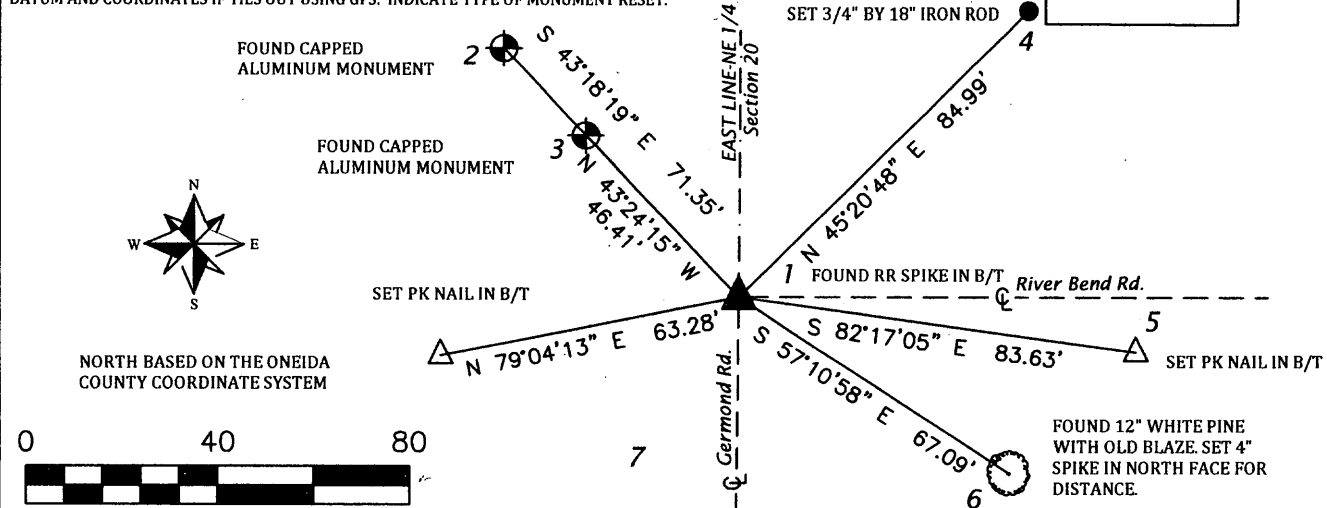 DATUM AND COORDINATES IF TIES OUT USING GPS. INDICATE TYPE OF MONUMENT RESET.
SET 3/4" BY 18" IRON ROD
4
FOUND CAPPED
ALUMINUM MONUMENT
2
S 43°18'19" E 71.35'
EAST LINE-NE 1/4
Section 20
N 45°20'48" E 84.99'
FOUND CAPPED
ALUMINUM MONUMENT
3
N 43°24'15" W
46.41'
N
W
E
S
1
FOUND RR SPIKE IN B/T
River Bend Rd.
SET PK NAIL IN B/T
N 79°04'13" E 63.28'
S 82°17'05" E 83.63'
5
SET PK NAIL IN B/T
S 57°10'58" E 67.09'
NORTH BASED ON THE ONEIDA
COUNTY COORDINATE SYSTEM
Germond Rd.
0 40 80
7
6
FOUND 12" WHITE PINE
WITH OLD BLAZE. SET 4"
SPIKE IN NORTH FACE FOR
DISTANCE.